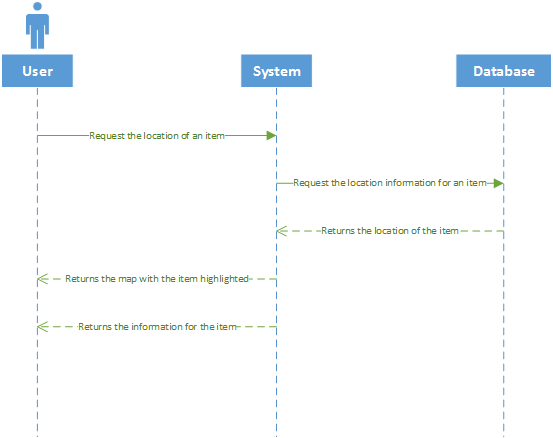 User
System
Database
Request the location of an item
Request the location information for an item
Returns the location of the item
Returns the map with the item highlighted
Returns the information for the item